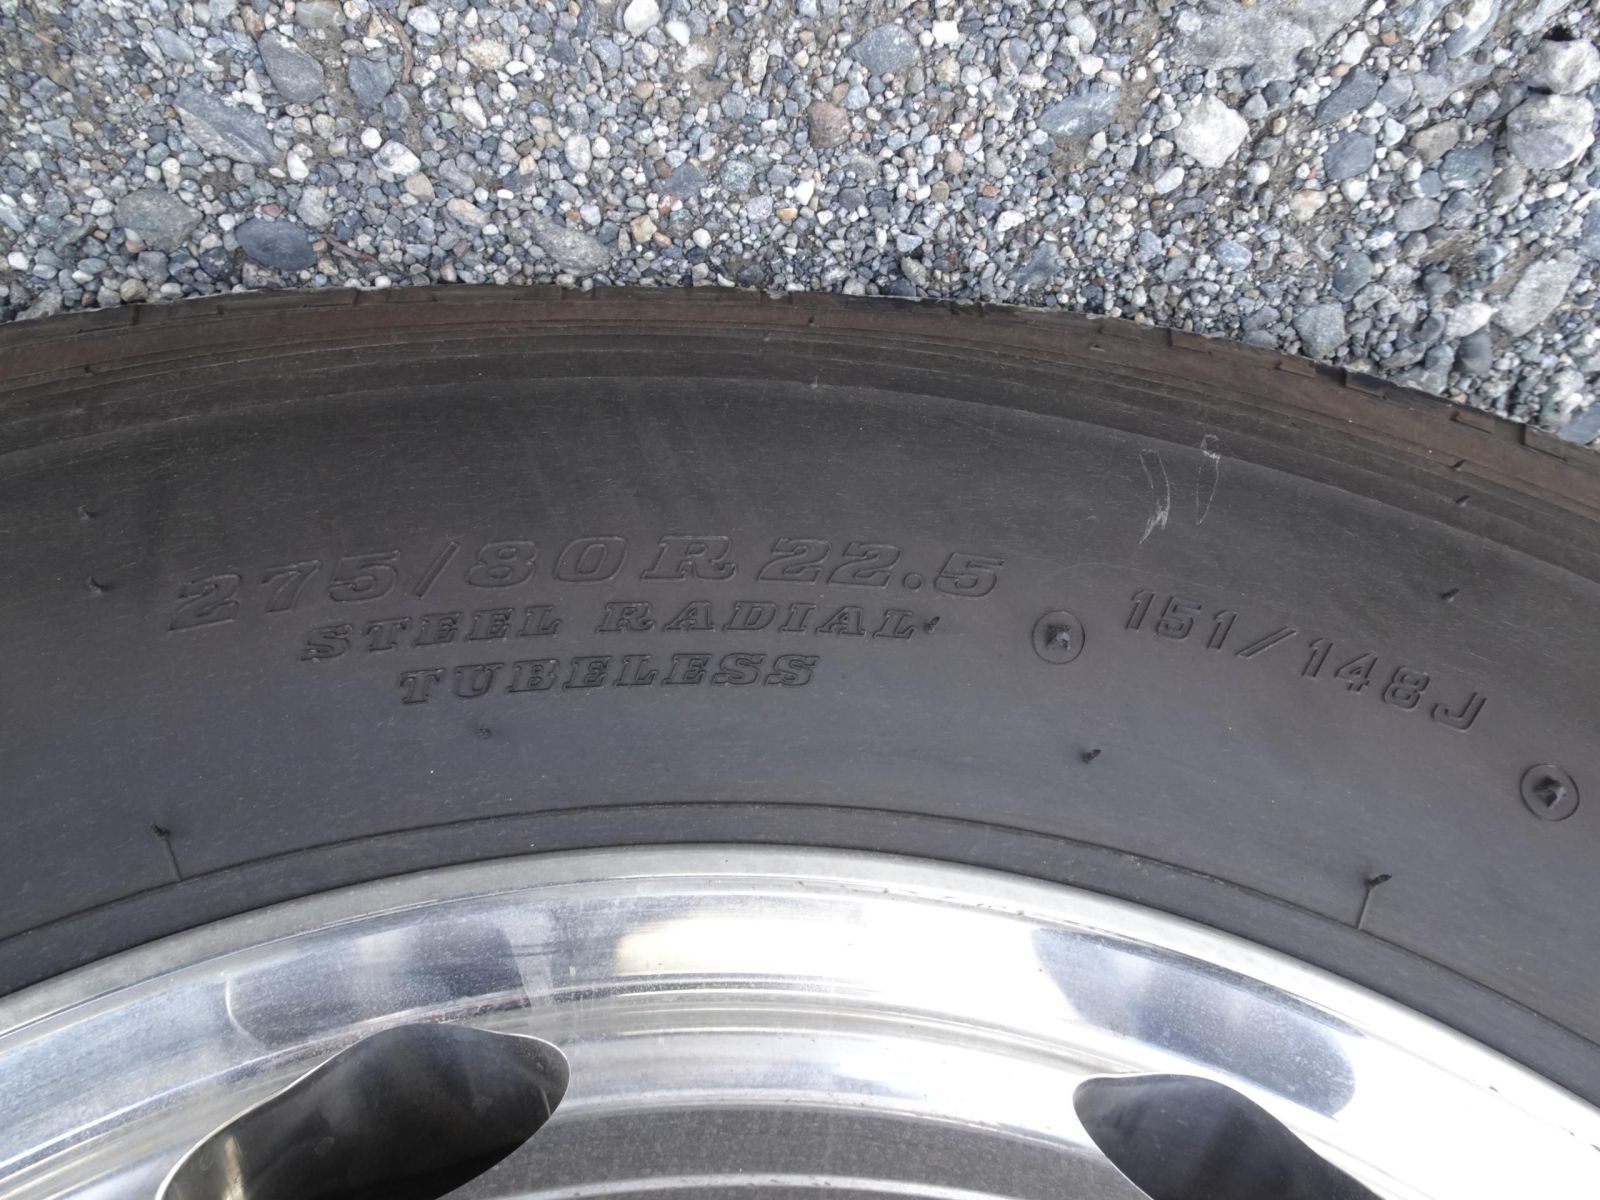 275/80R22.5
STEEL RADIAL
TUBELESS
151/148J